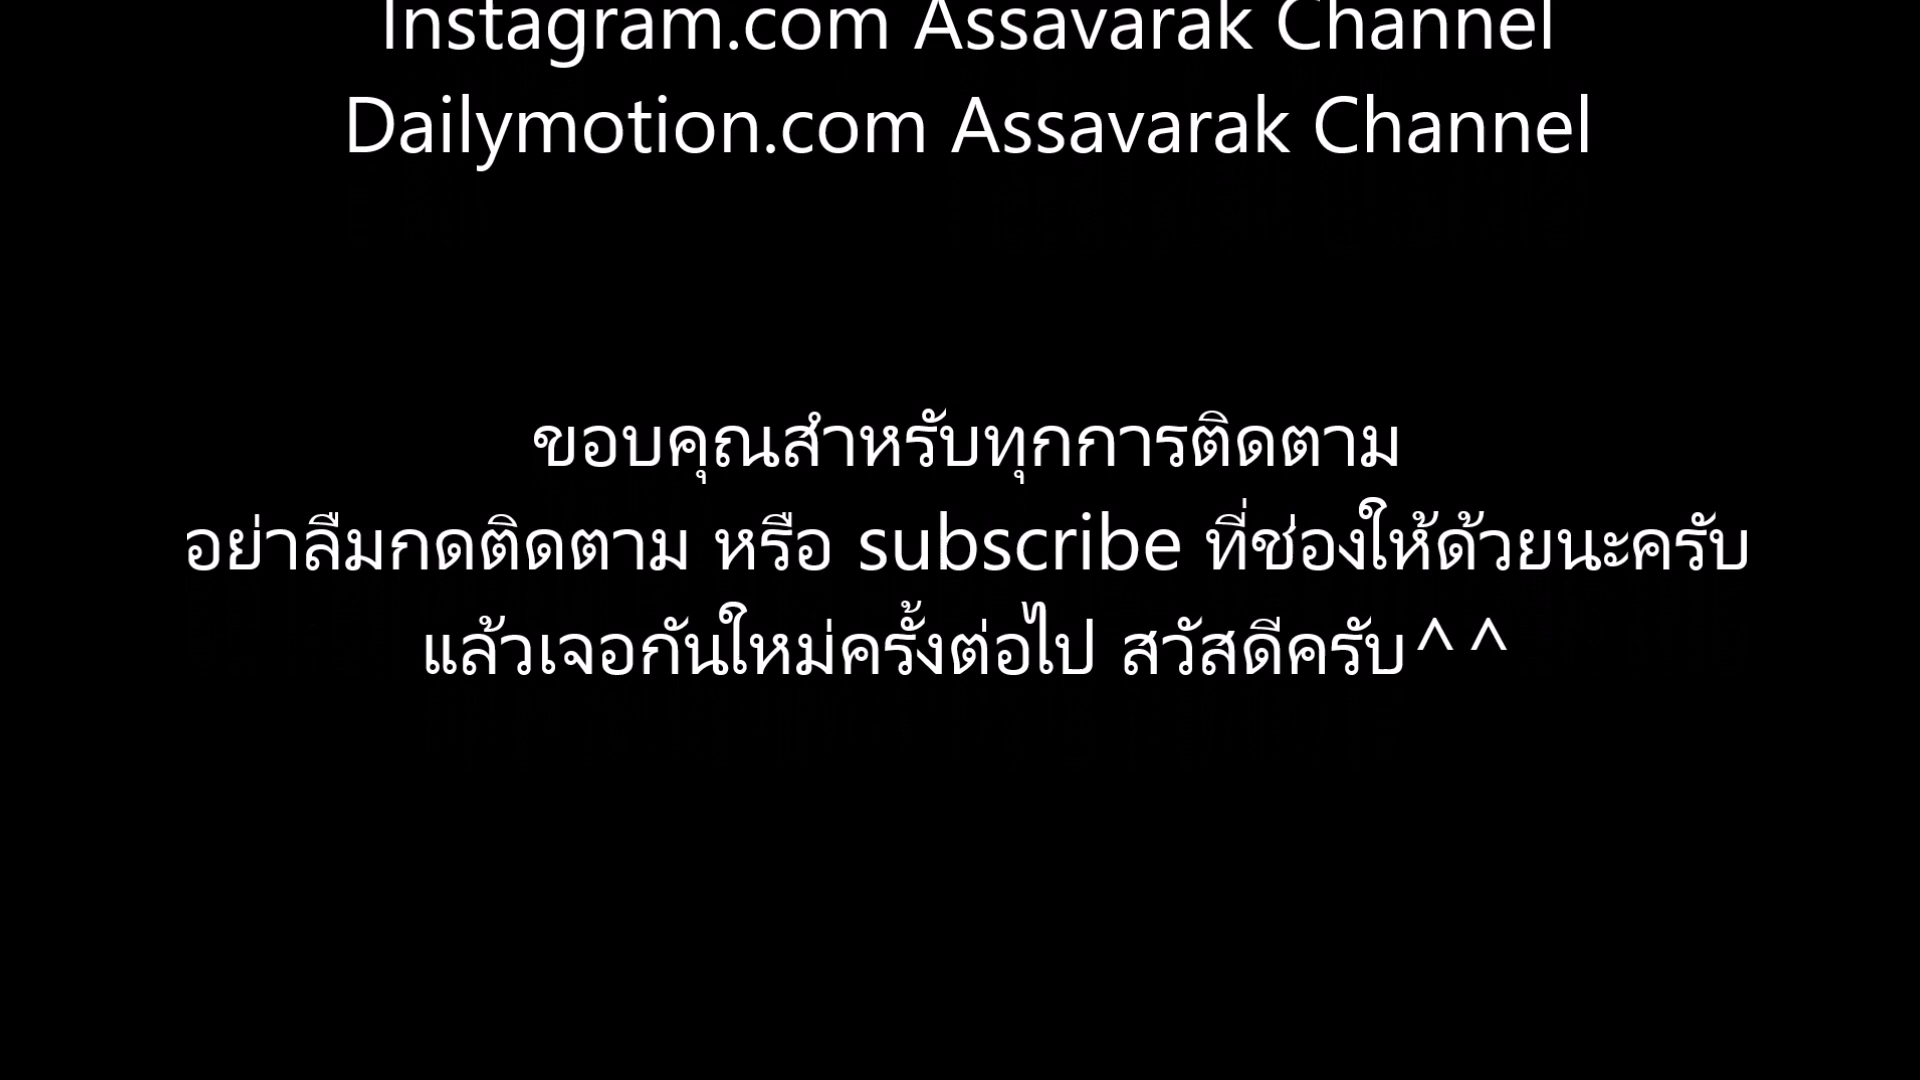 Instagram.com Assavarak Channel
Dailymotion.com Assavarak Channel
ขอบคุณสำหรับทุกการติดตาม
อย่าลืมกดติดตาม หรือ subscribe ที่ช่องให้ด้วยนะครับ
แล้วเจอกันใหม่ครั้งต่อไป สวัสดีครับ^^